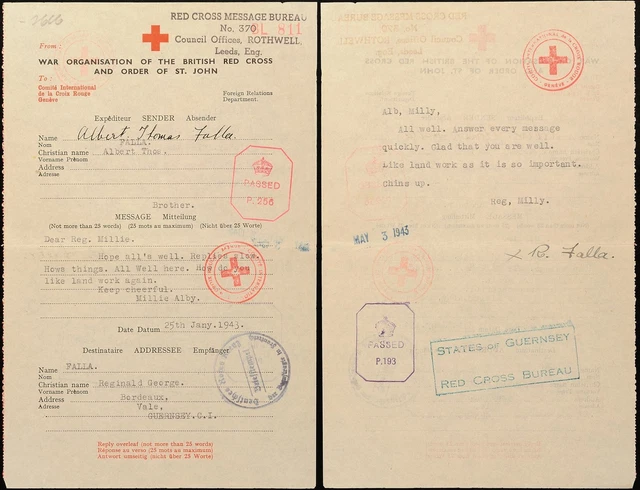 - 3666
RED CROSS MESSAGE BUREAU
No. 370
Council Offices, ROTHWELL,
Leeds, Eng.
From :
WAR ORGANISATION OF THE BRITISH RED CROSS
AND ORDER OF ST. JOHN
To :
Comité International
de la Croix Rouge
Genève
Foreign Relations
Department.
Expéditeur SENDER Absender
Albert Thomas Falla.
Name
Nom
FALLA.
Christian name
Vorname Prénom
Albert Thos.
Address
Adresse
PASSED
P.266
Brother.
MESSAGE Mitteilung
(Not more than 25 words) (25 mots au maximum) (Nicht über 25 Worte)
Dear Reg. Millie.
Hope all's well. Replies slow.
Hows things. All Well here. How do you
like land work again.
Keep cheerful.
Millie Alby.
Date Datum
25th Jany. 1943.
Destinataire ADDRESSEE Empfänger
Name
Nom
FALLA.
Christian name
Vorname Prénom
Reginald George.
Address
Adresse
Bordeaux,
Vale,
GUERNSEY.C.I.
Reply overleaf (not more than 25 words)
Réponse au verso (25 mots au maximum)
Antwort umseitig (nicht über 25 Worte)
Alb, Milly,
All well. Answer every message
quickly. Glad that you are well.
Like land work as it is so important.
chins up.
Reg, Milly.
MAY 3 1943
x R. Falla.
PASSED
P.193
STATES OF GUERNSEY
RED CROSS BUREAU